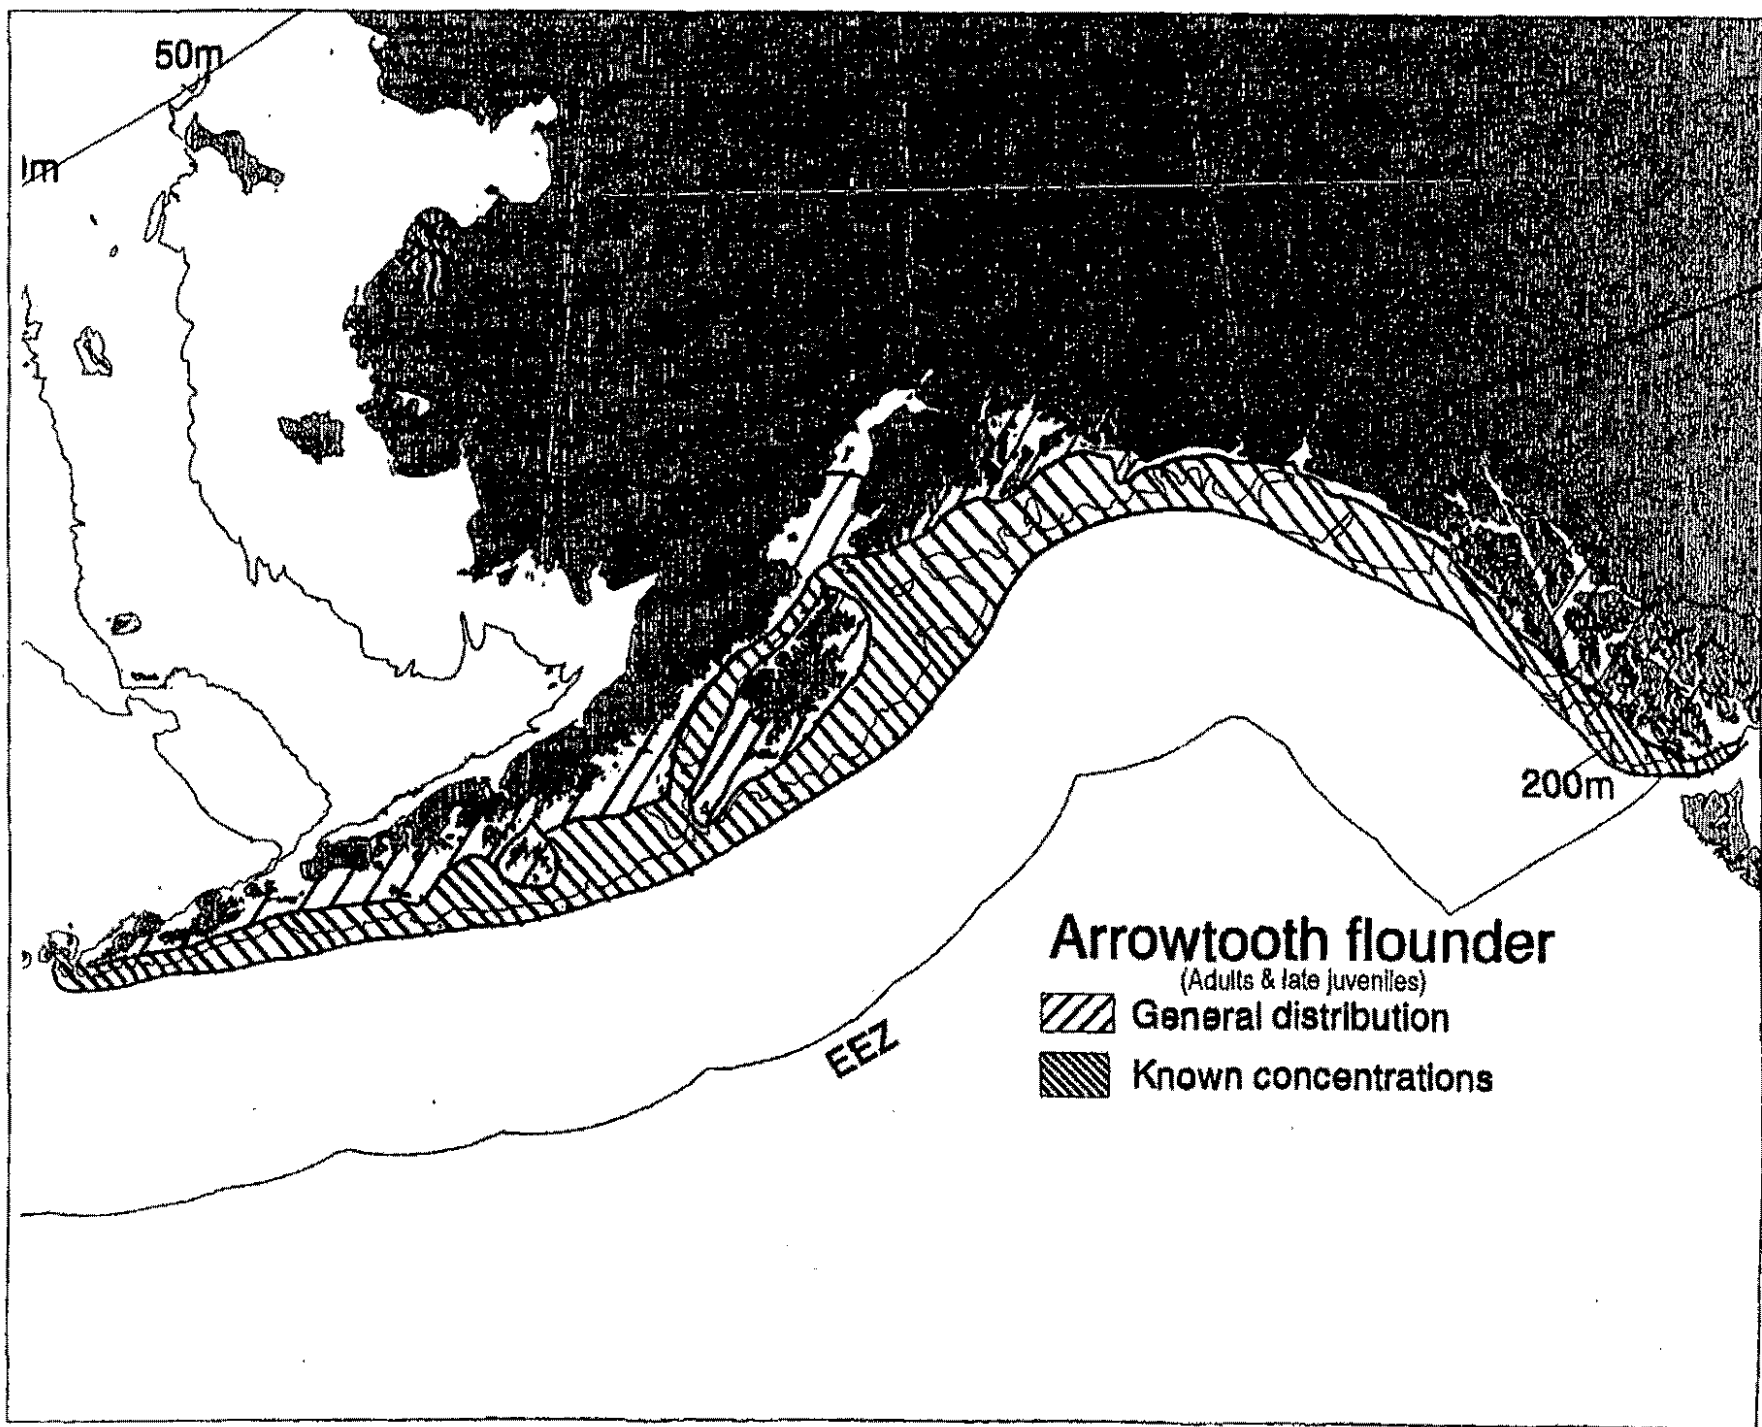 50m
200m
Arrowtooth flounder
(Adults & late juveniles)
General distribution
EEZ
Known concentrations